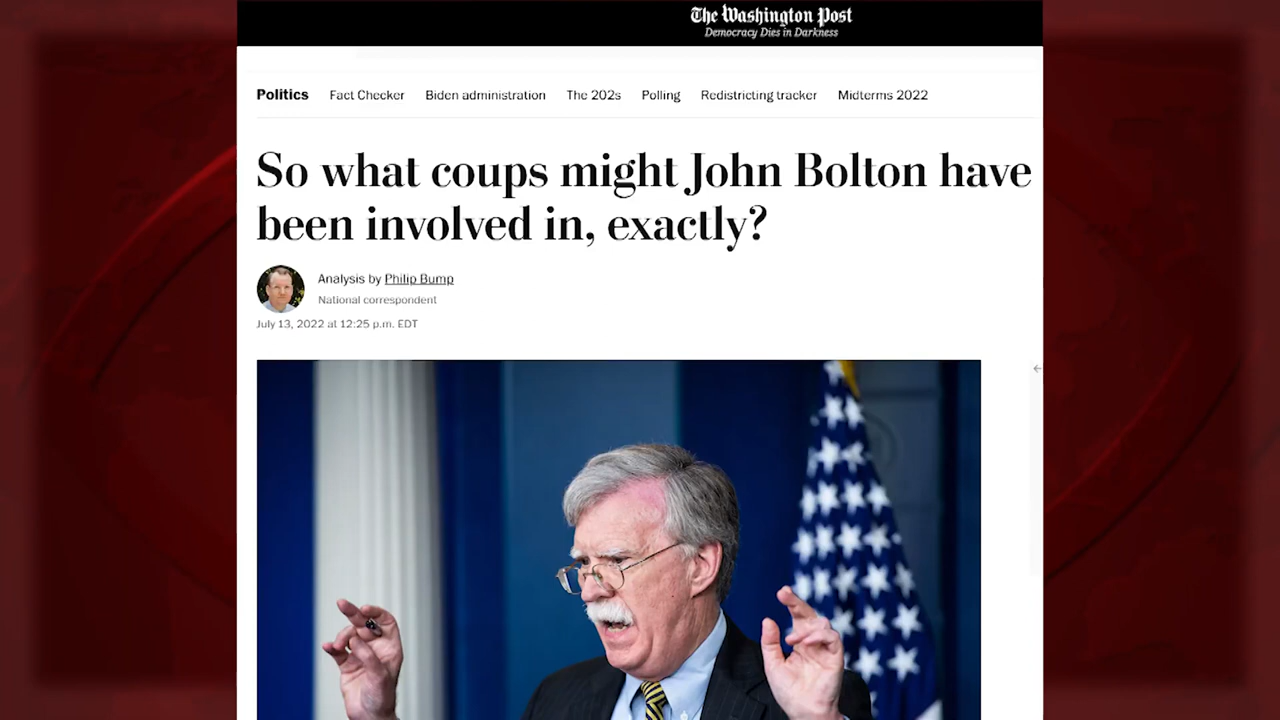 The Washington Post
Democracy Dies in Darkness
Politics Fact Checker Biden administration The 202s Polling Redistricting tracker Midterms 2022
So what coups might John Bolton have
been involved in, exactly?
Analysis by Philip Bump
National correspondent
July 13, 2022 at 12:25 p.m. EDT